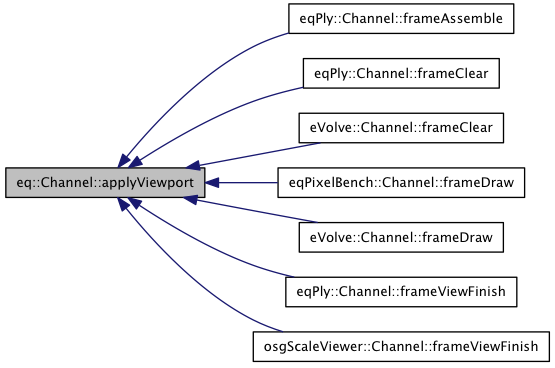 eqPly::Channel::frameAssemble
eqPly::Channel::frameClear
eVolve::Channel::frameClear
eq::Channel::applyViewport
eqPixelBench::Channel::frameDraw
eVolve::Channel::frameDraw
eqPly::Channel::frameViewFinish
osgScaleViewer::Channel::frameViewFinish